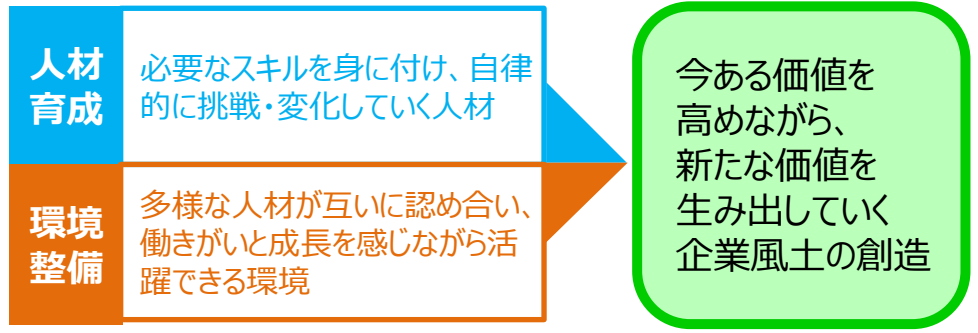 人材
育成
必要なスキルを身に付け、自律
的に挑戦・変化していく人材
環境
整備
多様な人材が互いに認め合い、
働きがいと成長を感じながら活
躍できる環境
今ある価値を
高めながら、
新たな価値を
生み出していく
企業風土の創造